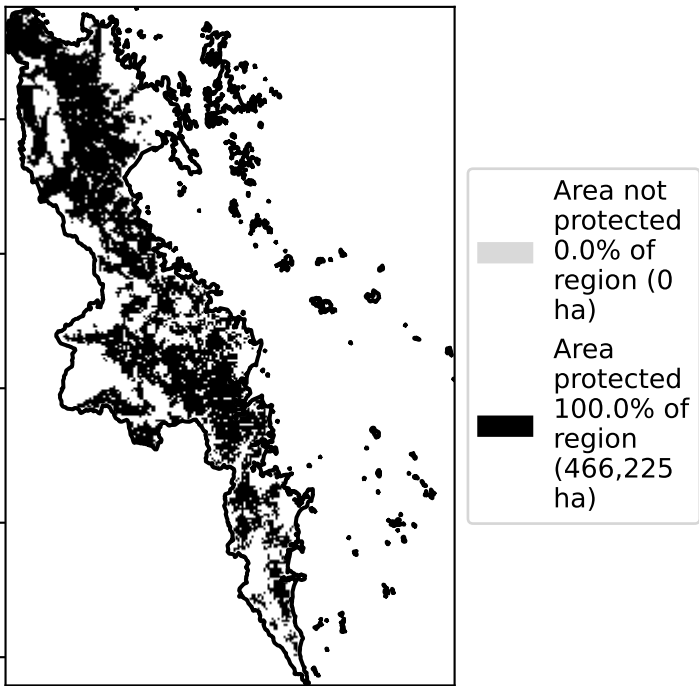 Area not
protected
0.0% of
region (0
ha)
Area
protected
100.0% of
region
(466,225
ha)